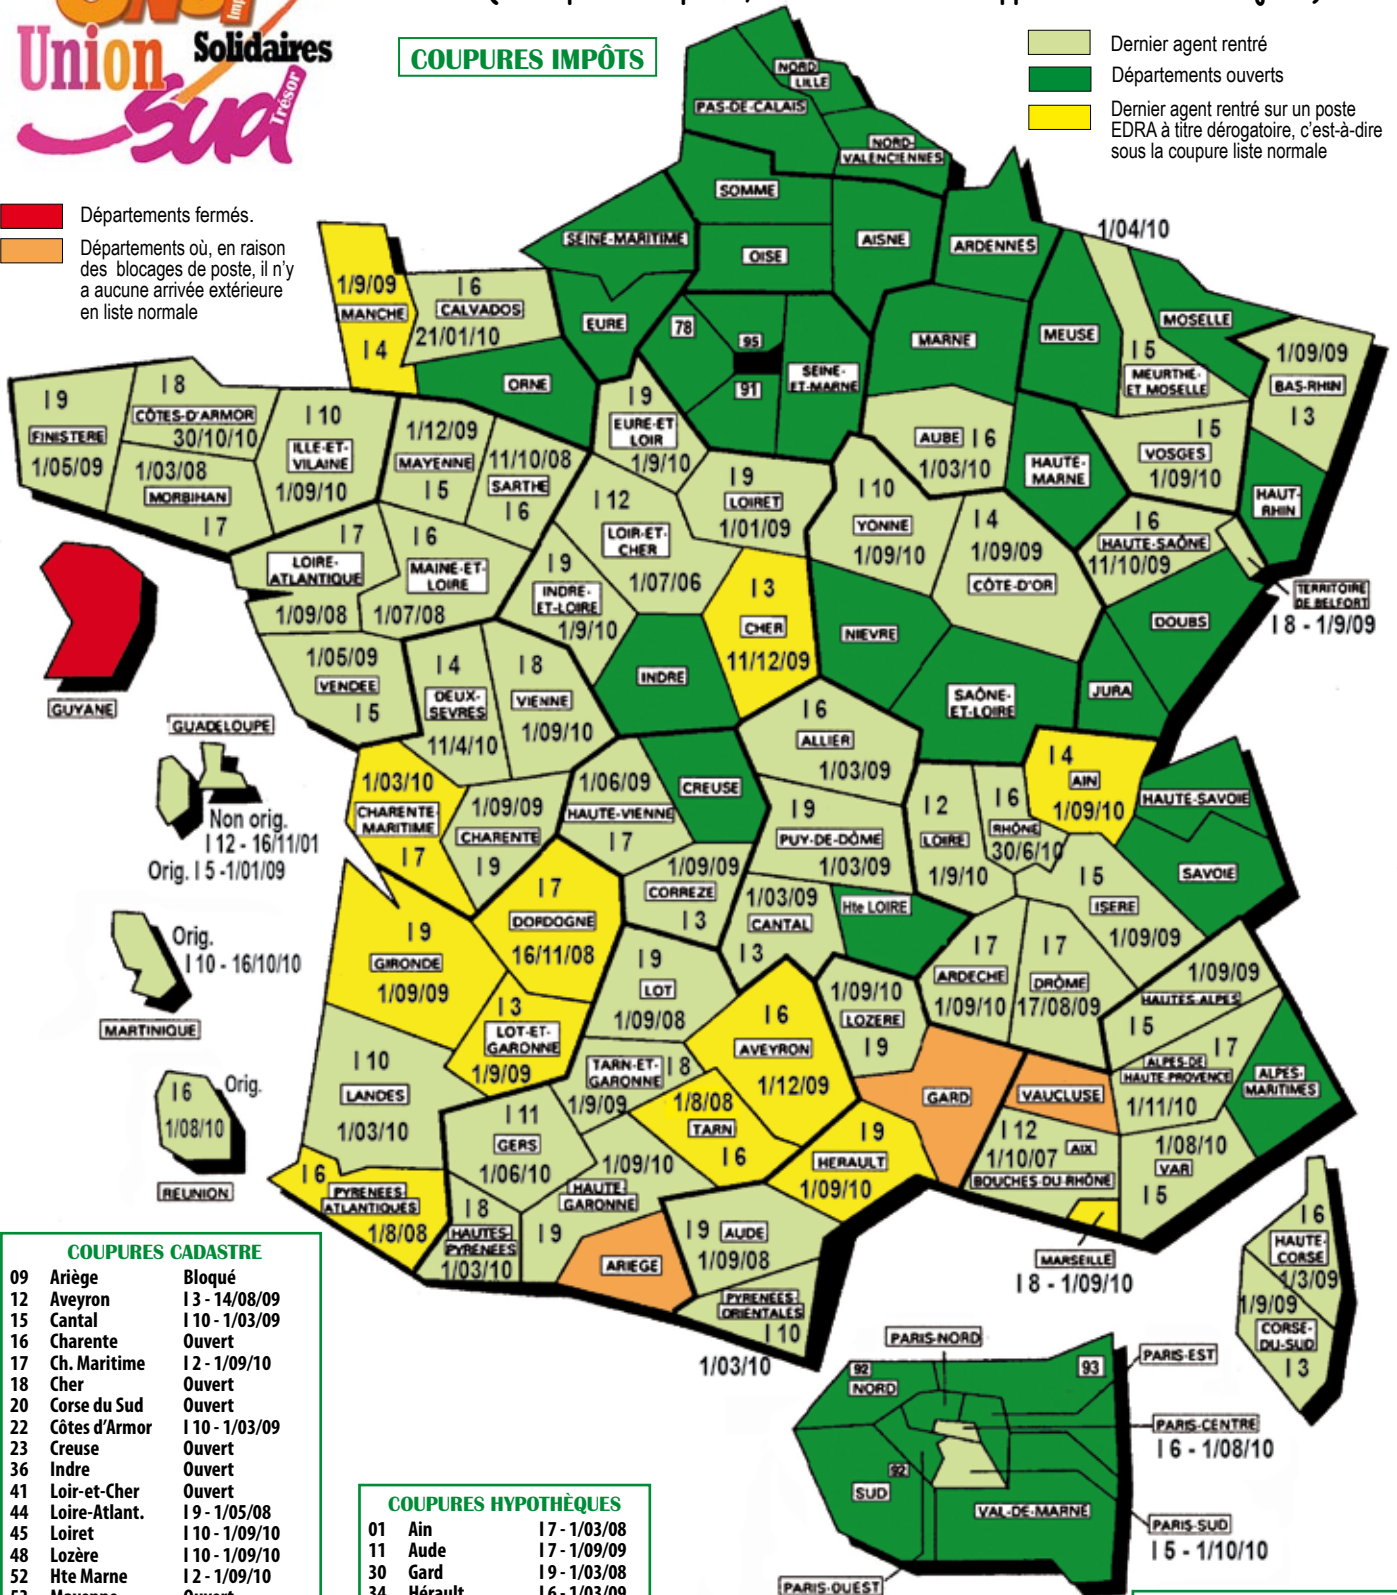 Union
Solidaires
Sud
Trésor
COUPURES IMPÔTS
Dernier agent rentré
Départements ouverts
Dernier agent rentré sur un poste
EDRA à titre dérogatoire, c'est-à-dire
sous la coupure liste normale
Départements fermés.
Départements où, en raison
des blocages de poste, il n'y
a aucune arrivée extérieure
en liste normale
NORD
LILLE
PAS-DE-CALAIS
NORD-
VALENCIENNES
SOMME
SEINE-MARITIME
OISE
AISNE
ARDENNES
1/04/10
1/9/09
MANCHE
I 4
I 6
CALVADOS
21/01/10
EURE
78
95
91
SEINE-
ET-MARNE
MARNE
MEUSE
MOSELLE
I 5
MEURTHE-
ET MOSELLE
1/09/09
BAS-RHIN
I 3
ORNE
I 9
FINISTERE
1/05/09
I 8
CÔTES-D'ARMOR
30/10/10
1/03/08
MORBIHAN
I 7
I 10
ILLE-ET-
VILAINE
1/09/10
1/12/09
MAYENNE
I 5
11/10/08
SARTHE
I 6
I 9
EURE-ET
LOIR
1/9/10
I 9
LOIRET
1/01/09
AUBE I 6
1/03/10
HAUTE-
MARNE
I 5
VOSGES
1/09/10
HAUT-
RHIN
I 12
LOIR-ET-
CHER
1/07/06
I 10
YONNE
1/09/10
I 4
1/09/09
CÔTE-D'OR
I 6
HAUTE-SAÔNE
11/10/09
TERRITOIRE
DE BELFORT
I 8 - 1/9/09
I 7
LOIRE-
ATLANTIQUE
1/09/08
I 6
MAINE-ET-
LOIRE
1/07/08
I 9
INDRE-
ET-LOIRE
1/9/10
I 3
CHER
11/12/09
NIEVRE
DOUBS
GUYANE
1/05/09
VENDEE
I 5
I 4
DEUX-
SEVRES
11/4/10
I 8
VIENNE
1/09/10
INDRE
SAÔNE-
ET-LOIRE
JURA
GUADELOUPE
Non orig.
I 12 - 16/11/01
Orig. I 5 -1/01/09
I 6
ALLIER
1/03/09
I 4
AIN
1/09/10
HAUTE-SAVOIE
1/03/10
CHARENTE
MARITIME
I 7
1/09/09
CHARENTE
I 9
1/06/09
HAUTE-VIENNE
I 7
CREUSE
I 9
PUY-DE-DÔME
1/03/09
I 2
LOIRE
1/9/10
I 6
RHÔNE
30/6/10
SAVOIE
I 5
ISERE
1/09/09
1/09/09
CORREZE
I 3
1/03/09
CANTAL
I 3
Hte LOIRE
I 7
DORDOGNE
16/11/08
Orig.
I 10 - 16/10/10
MARTINIQUE
I 9
GIRONDE
1/09/09
I 9
LOT
1/09/08
I 3
LOT-ET-
GARONNE
1/9/09
I 6
AVEYRON
1/12/09
1/09/10
LOZERE
I 9
I 7
ARDECHE
1/09/10
I 7
DRÔME
17/08/09
1/09/09
HAUTES-ALPES
I 5
I 7
ALPES-DE
HAUTE-PROVENCE
1/11/10
ALPES-
MARITIMES
I 6
Orig.
1/08/10
REUNION
I 10
LANDES
1/03/10
TARN-ET-
GARONNE
I 8
1/9/09
1/8/08
TARN
I 6
GARD
VAUCLUSE
I 11
GERS
1/06/10
1/09/10
HAUTE
GARONNE
I 9
I 9
HERAULT
1/09/10
I 12
1/10/07
AIX
BOUCHES-DU-RHÔNE
1/08/10
VAR
I 5
I 6
PYRENEES
ATLANTIQUES
1/8/08
I 8
HAUTES-
PYRENEES
1/03/10
ARIEGE
I 9
AUDE
1/09/08
PYRENEES-
ORIENTALES
I 10
1/03/10
MARSEILLE
I 8 - 1/09/10
I 6
HAUTE-
CORSE
1/3/09
1/9/09
CORSE-
DU-SUD
I 3
PARIS-NORD
92
NORD
93
PARIS-EST
PARIS-CENTRE
I 6 - 1/08/10
92
SUD
VAL-DE-MARNE
PARIS-SUD
I 5 - 1/10/10
PARIS-OUEST
COUPURES CADASTRE
09 Ariège Bloqué
12 Aveyron I 3 - 14/08/09
15 Cantal I 10 - 1/03/09
16 Charente Ouvert
17 Ch. Maritime I 2 - 1/09/10
18 Cher Ouvert
20 Corse du Sud Ouvert
22 Côtes d'Armor I 10 - 1/03/09
23 Creuse Ouvert
36 Indre Ouvert
41 Loir-et-Cher Ouvert
44 Loire-Atlant. I 9 - 1/05/08
45 Loiret I 10 - 1/09/10
48 Lozère I 10 - 1/09/10
52 Hte Marne I 2 - 1/09/10
53 Mayenne Ouvert
COUPURES HYPOTHÈQUES
01 Ain I 7 - 1/03/08
11 Aude I 7 - 1/09/09
30 Gard I 9 - 1/03/08
34 Hérault I 6 - 1/03/09